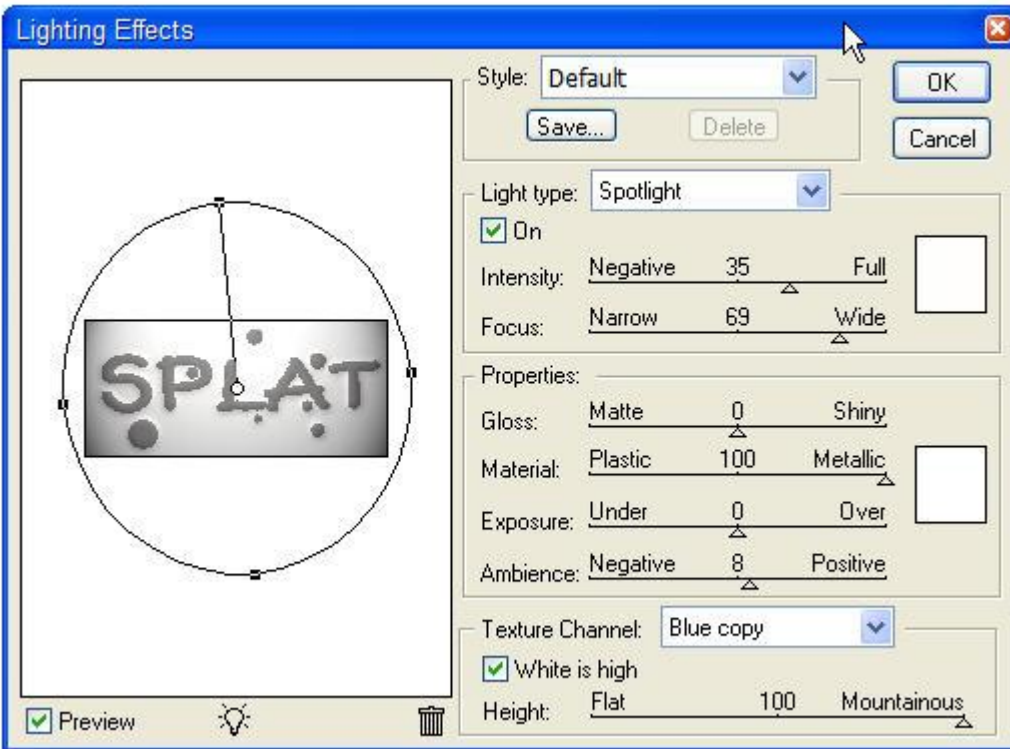 Lighting Effects
Style: Default
OK
Save... Delete
Cancel
Light type: Spotlight
On
Intensity: Negative 35 Full
Focus: Narrow 69 Wide
SPLAT
Properties:
Gloss: Matte 0 Shiny
Material: Plastic 100 Metallic
Exposure: Under 0 Over
Ambience: Negative 8 Positive
Texture Channel: Blue copy
White is high
Height: Flat 100 Mountainous
Preview